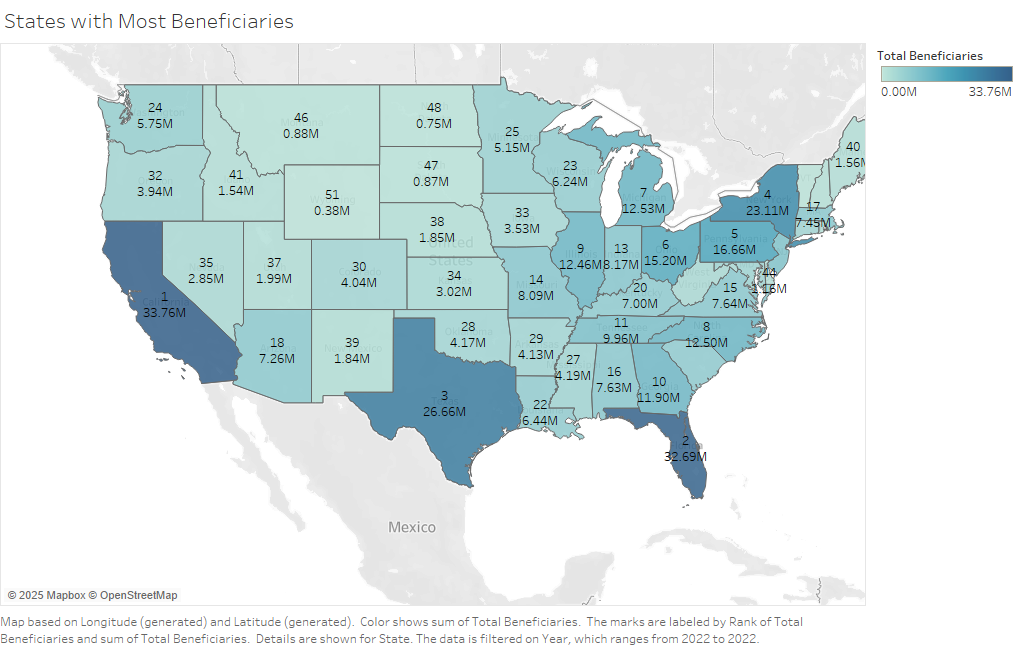 States with Most Beneficiaries
Total Beneficiaries
0.00M 33.76M
24
5.75M
46
0.88M
48
0.75M
25
5.15M
40
1.56M
32
3.94M
41
1.54M
51
0.38M
47
0.87M
23
6.24M
7
12.53M
4
23.11M
17
7.45M
33
3.53M
38
1.85M
United
States
5
16.66M
35
2.85M
37
1.99M
30
4.04M
34
3.02M
14
8.09M
9
12.46M
13
8.17M
6
15.20M
44
1.16M
1
33.76M
20
7.00M
15
7.64M
18
7.26M
39
1.84M
28
4.17M
29
4.13M
11
9.96M
8
12.50M
3
26.66M
27
4.19M
16
7.63M
10
11.90M
22
6.44M
2
32.69M
Mexico
© 2025 Mapbox © OpenStreetMap
Map based on Longitude (generated) and Latitude (generated). Color shows sum of Total Beneficiaries. The marks are labeled by Rank of Total
Beneficiaries and sum of Total Beneficiaries. Details are shown for State. The data is filtered on Year, which ranges from 2022 to 2022.